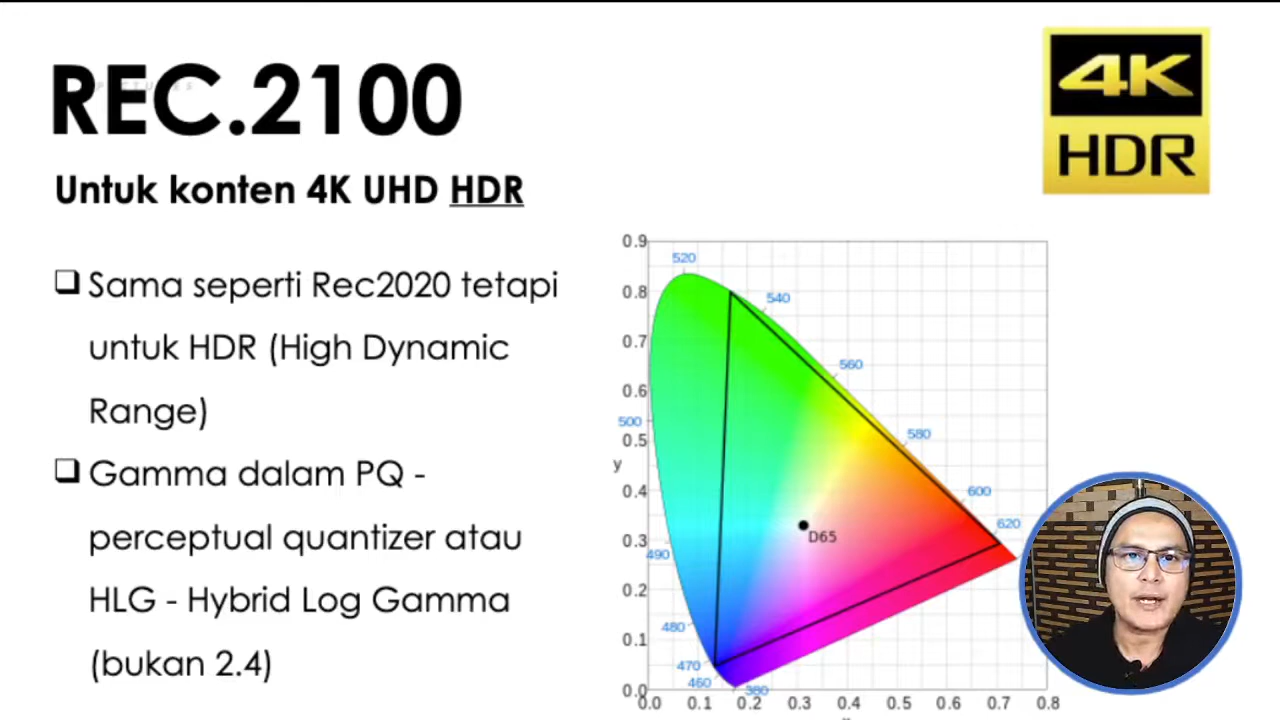 REC.2100
Untuk konten 4K UHD HDR
Sama seperti Rec2020 tetapi
untuk HDR (High Dynamic
Range)
Gamma dalam PQ -
perceptual quantizer atau
HLG - Hybrid Log Gamma
(bukan 2.4)
4K
HDR
0.9
0.8
0.7
0.6
0.5
y
0.4
0.3
0.2
0.1
0.0
520
540
560
580
600
620
500
490
480
470
460
380
D65
0.0 0.1 0.2 0.3 0.4 0.5 0.6 0.7 0.8